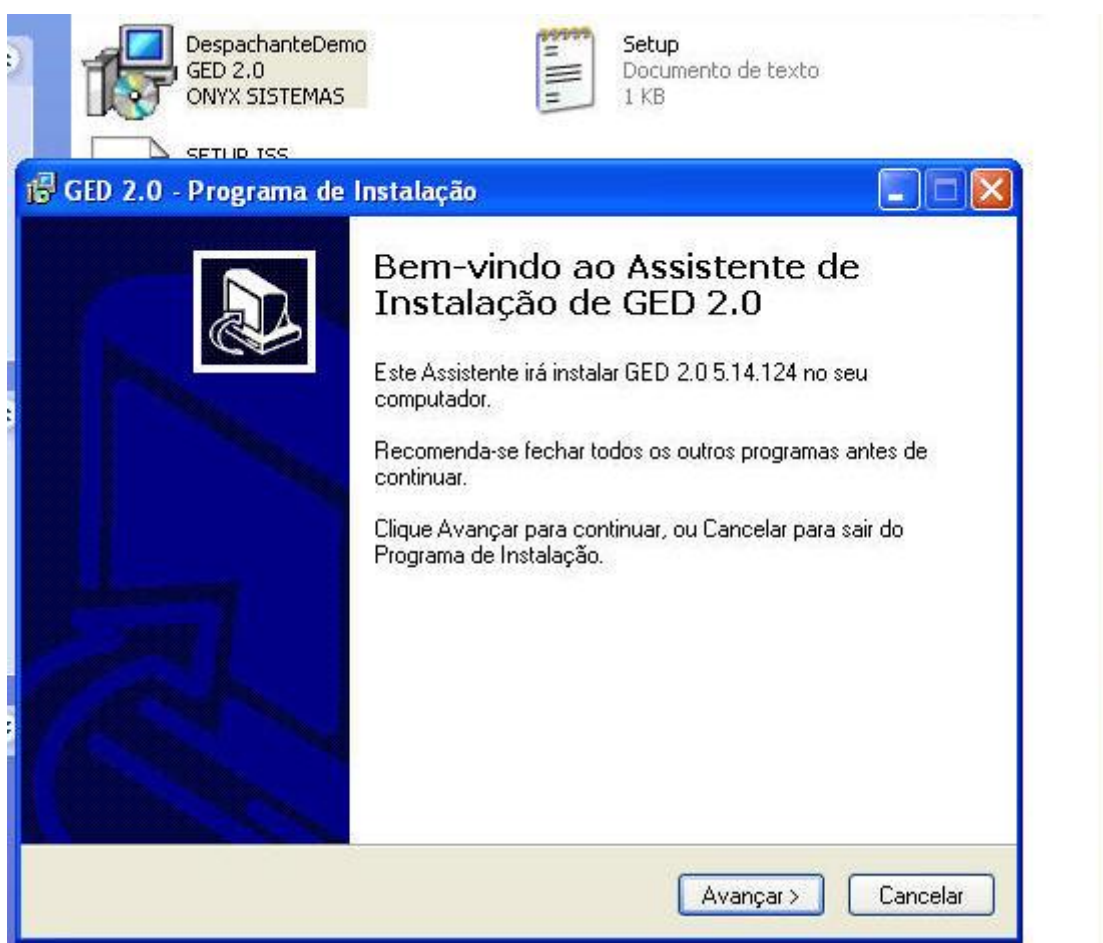 DespachanteDemo
GED 2.0
ONYX SISTEMAS
Setup
Documento de texto
1 KB
SETUP.ISS
GED 2.0 - Programa de Instalação
Bem-vindo ao Assistente de
Instalação de GED 2.0
Este Assistente irá instalar GED 2.0 5.14.124 no seu
computador.
Recomenda-se fechar todos os outros programas antes de
continuar.
Clique Avançar para continuar, ou Cancelar para sair do
Programa de Instalação.
Avançar >
Cancelar